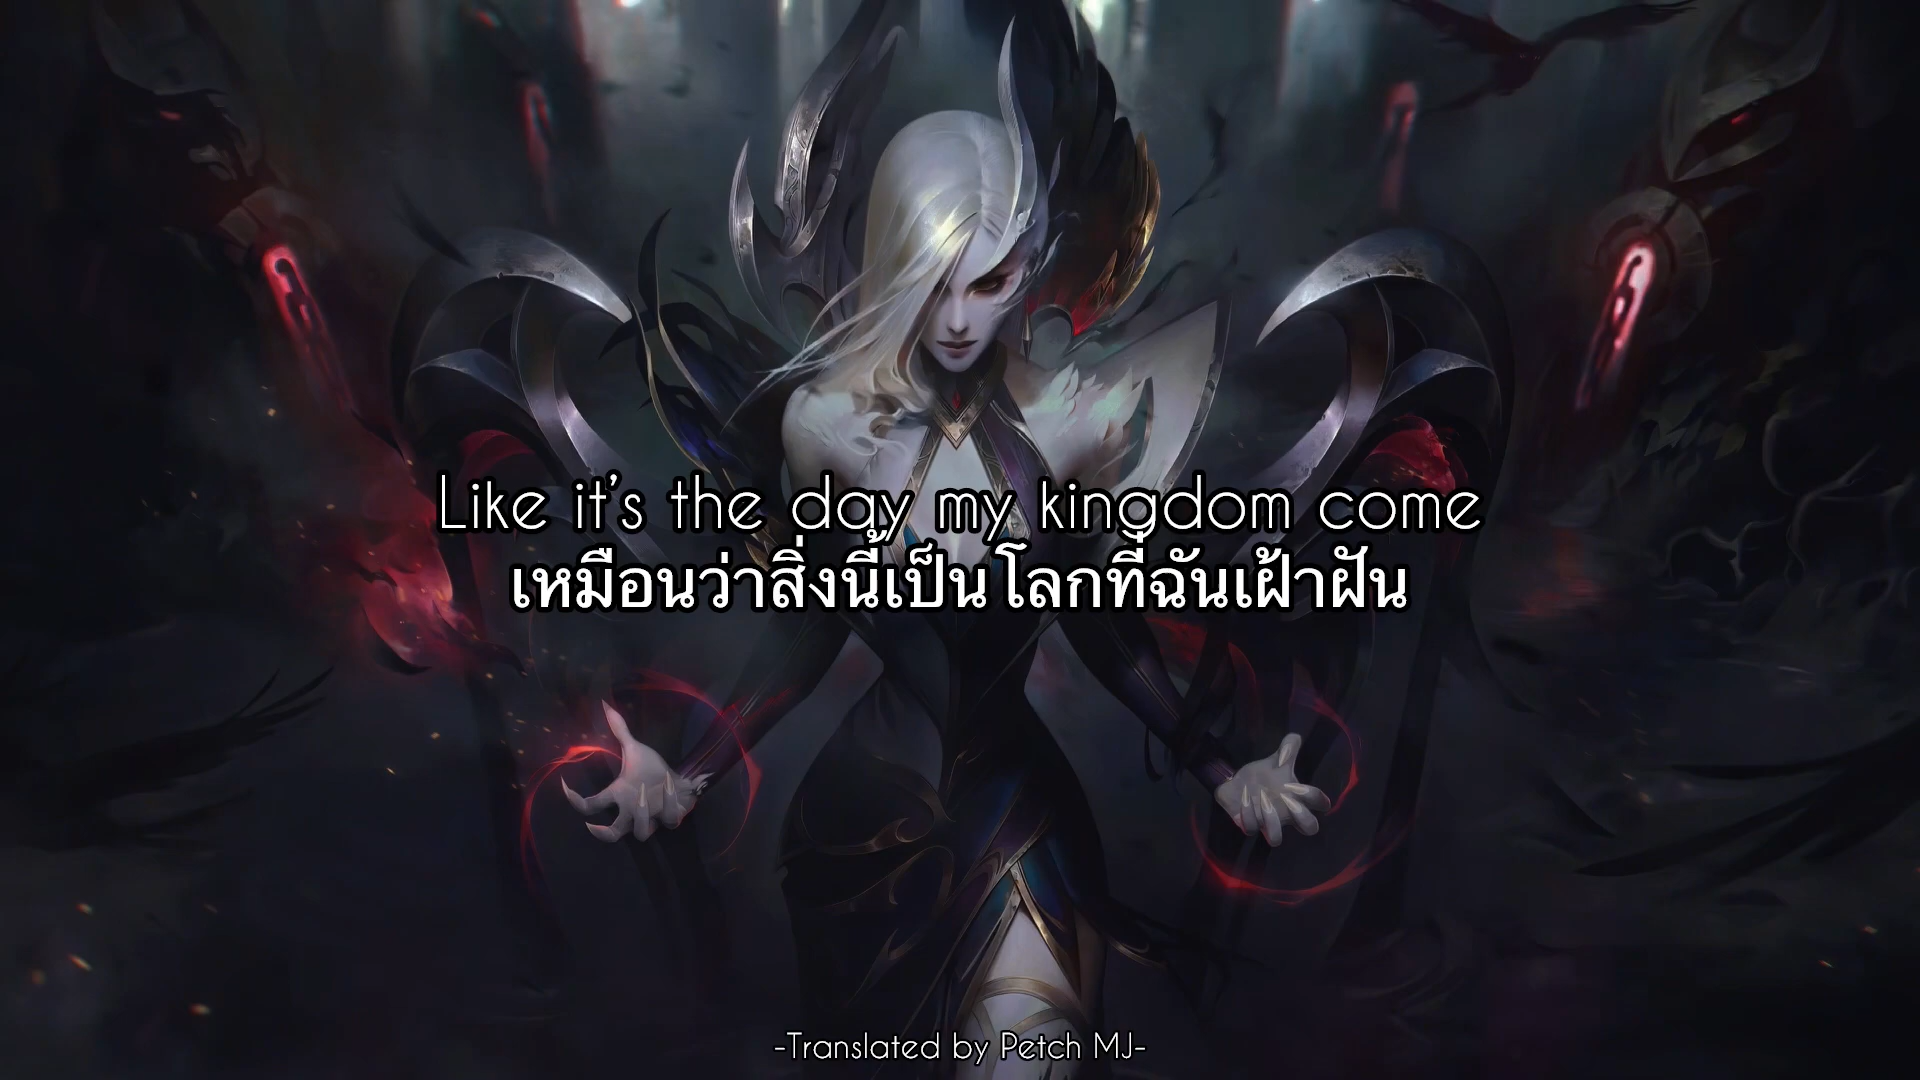 Like it's the day my kingdom come
เหมือนว่าสิ่งนี้เป็นโลกที่ฉันเฝ้าฝัน
-Translated by Petch MJ-